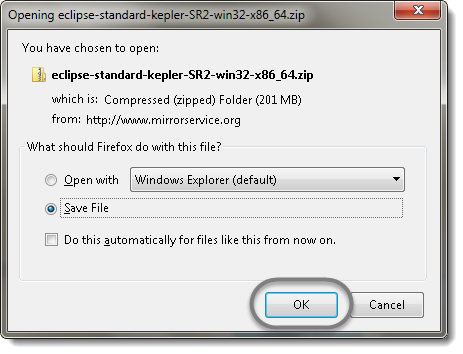 Opening eclipse-standard-kepler-SR2-win32-x86_64.zip
You have chosen to open:
eclipse-standard-kepler-SR2-win32-x86_64.zip
which is: Compressed (zipped) Folder (201 MB)
from: http://www.mirrorservice.org
What should Firefox do with this file?
Open with Windows Explorer (default)
Save File
Do this automatically for files like this from now on.
OK Cancel